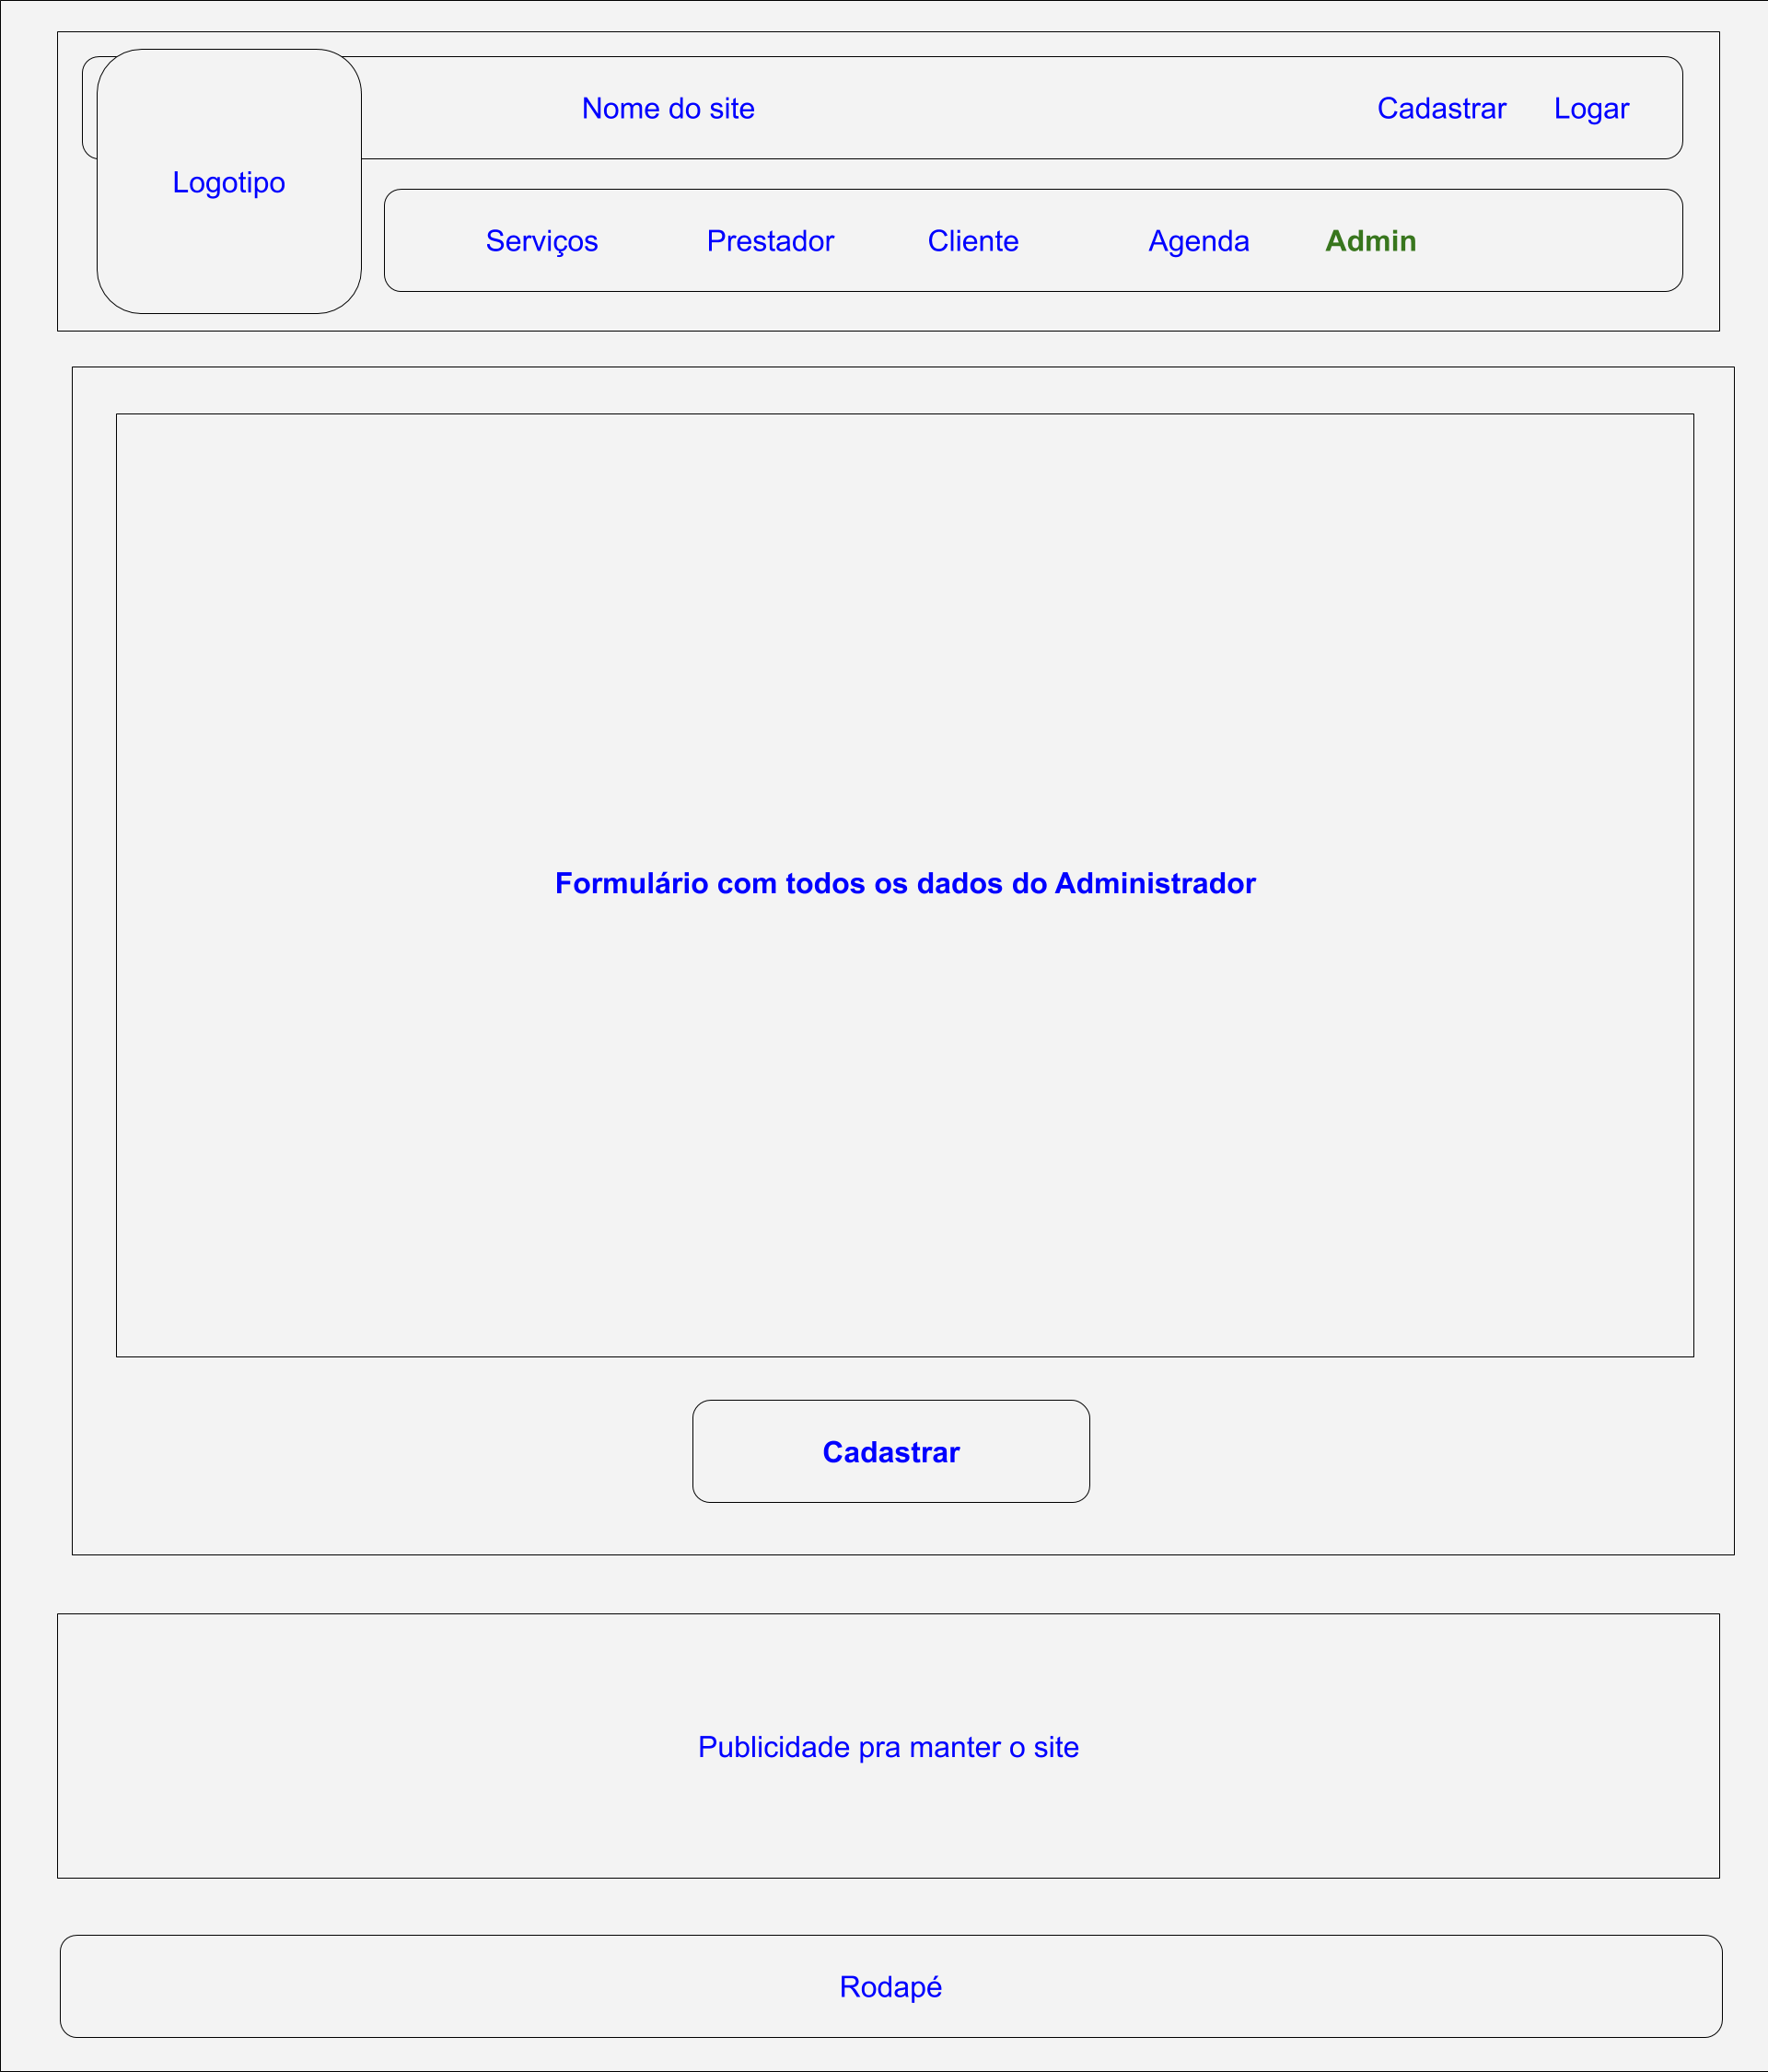 Nome do site
Cadastrar
Logar
Logotipo
Serviços
Prestador
Cliente
Agenda
Admin
Formulário com todos os dados do Administrador
Cadastrar
Publicidade pra manter o site
Rodapé